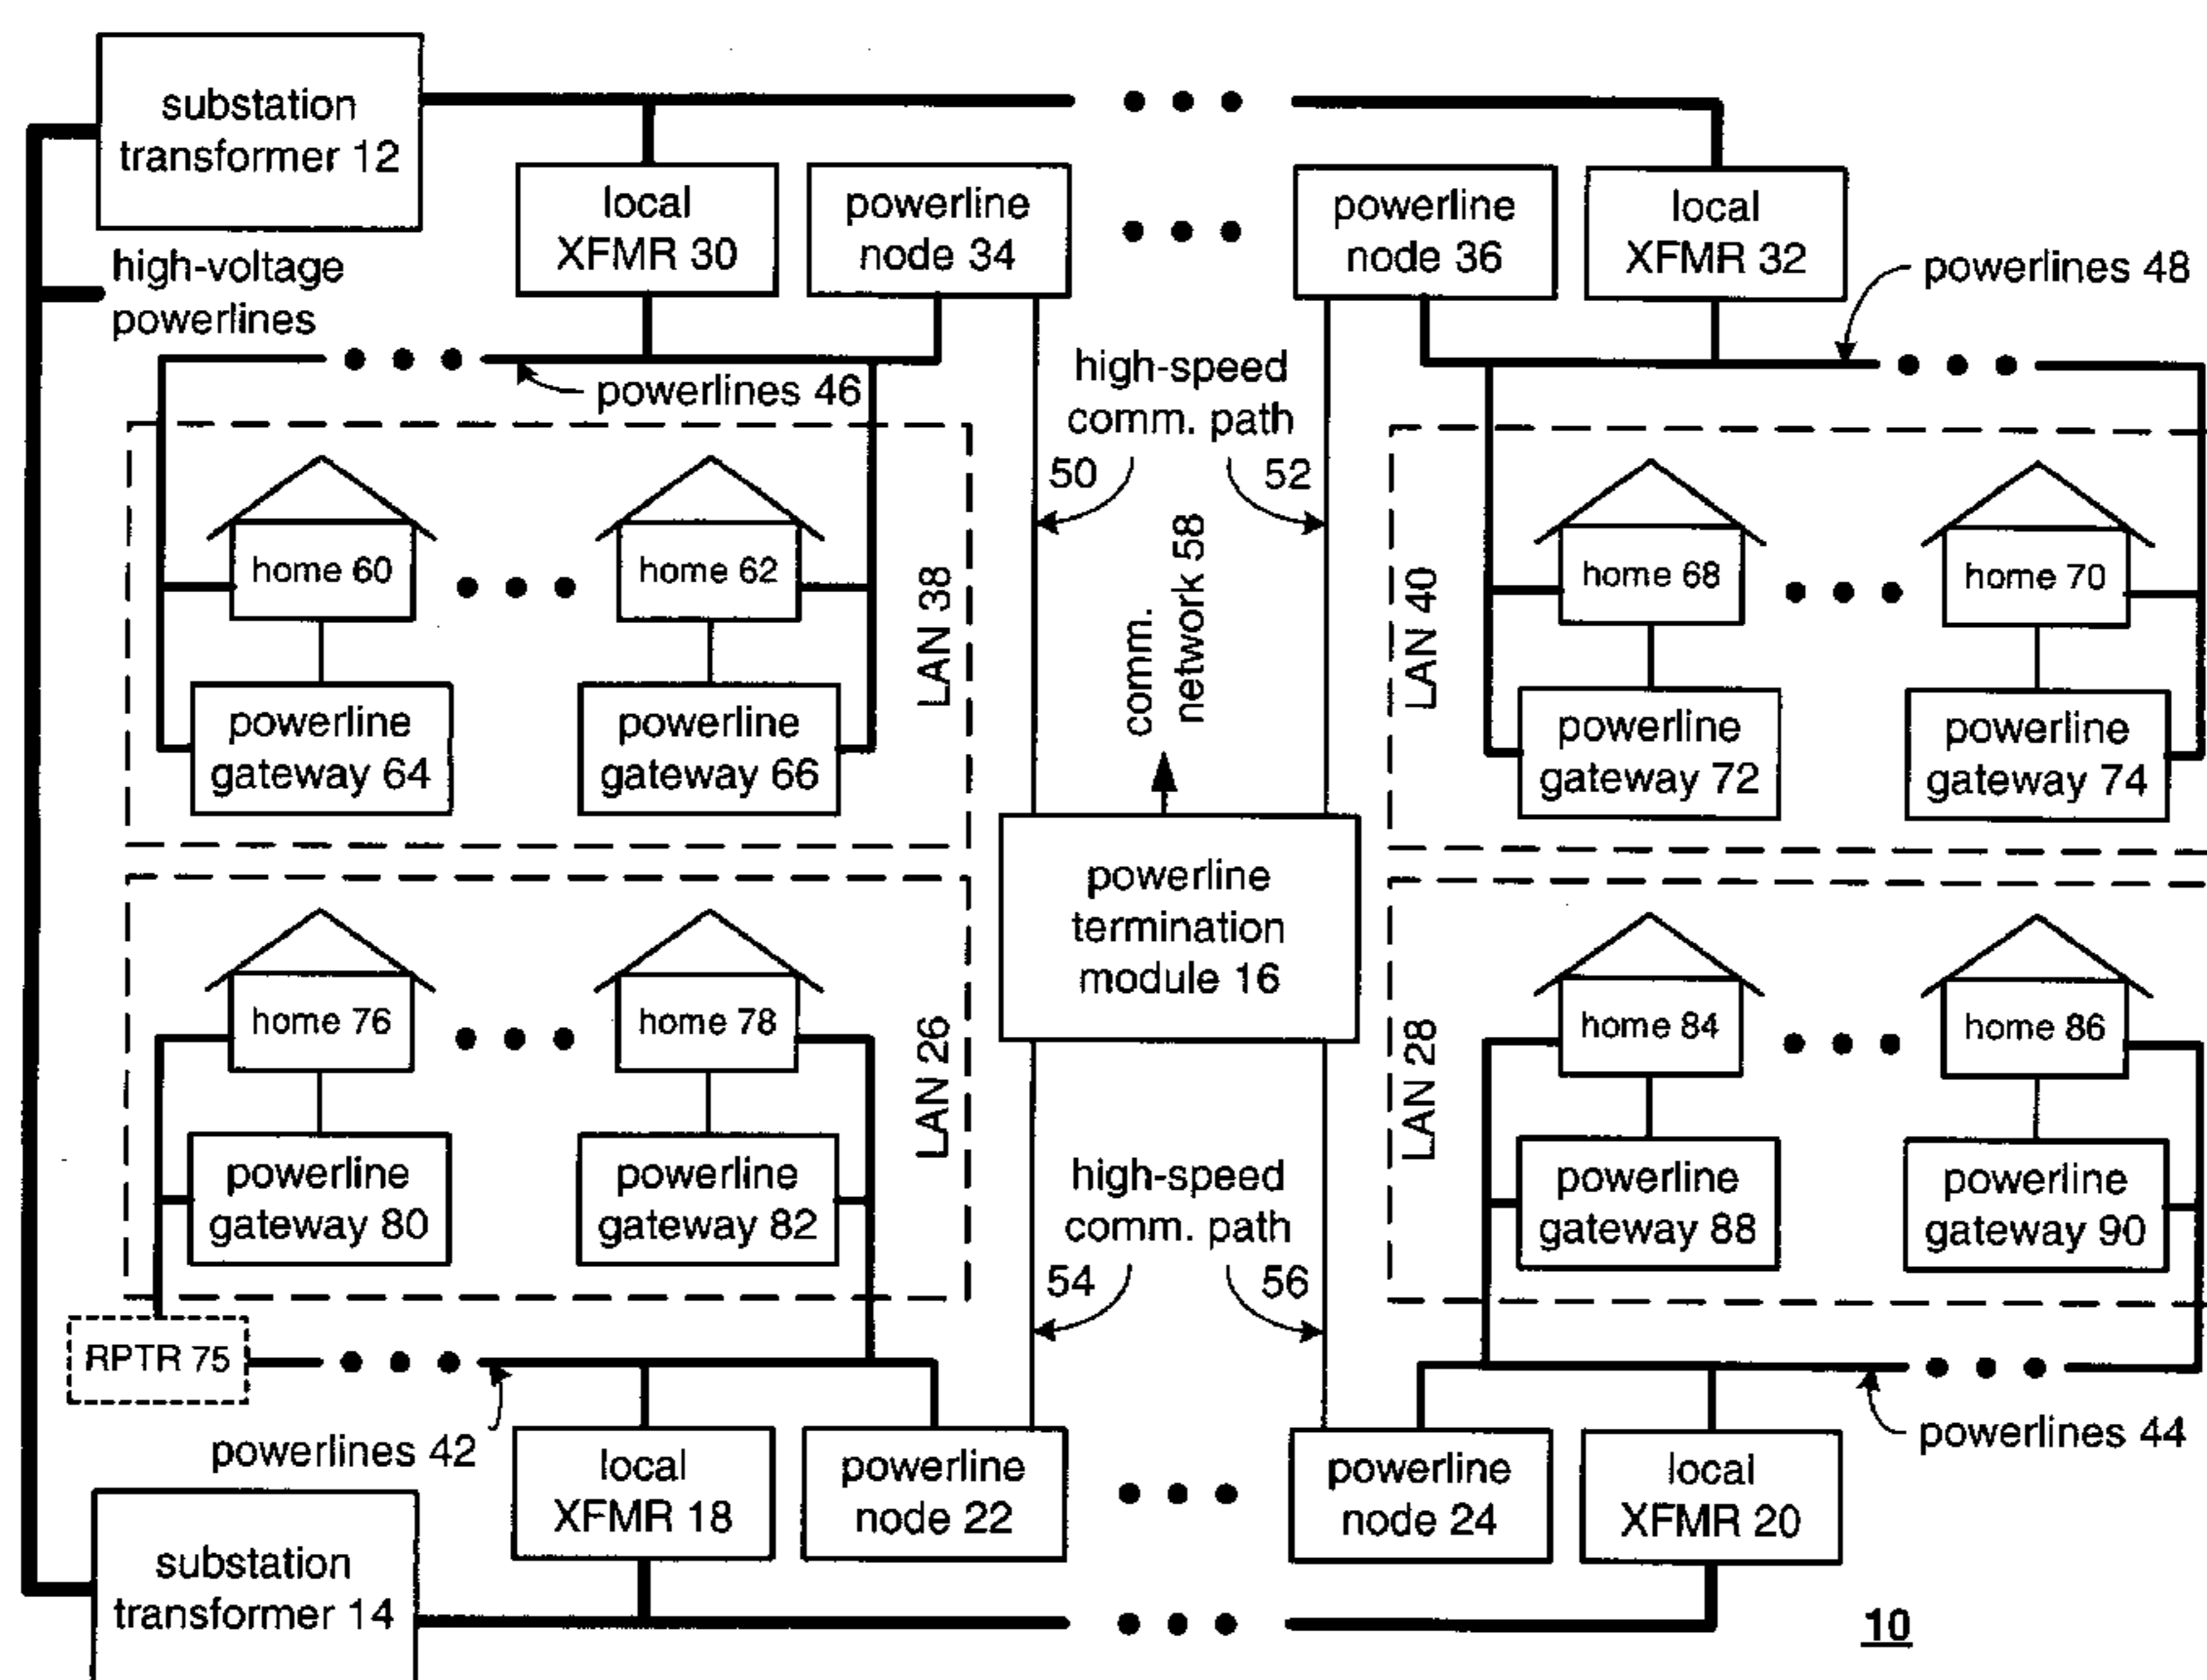 substation
transformer 12
local
XFMR 30
powerline
node 34
powerline
node 36
local
XFMR 32
high-voltage
powerlines
powerlines 48
powerlines 46
high-speed
comm. path
50
52
home 60
home 62
LAN 38
comm.
network 58
LAN 40
home 68
home 70
powerline
gateway 64
powerline
gateway 66
powerline
gateway 72
powerline
gateway 74
powerline
termination
module 16
home 76
home 78
LAN 26
LAN 28
home 84
home 86
powerline
gateway 80
powerline
gateway 82
high-speed
comm. path
54
56
powerline
gateway 88
powerline
gateway 90
RPTR 75
powerlines 42
local
XFMR 18
powerline
node 22
powerline
node 24
local
XFMR 20
powerlines 44
substation
transformer 14
10